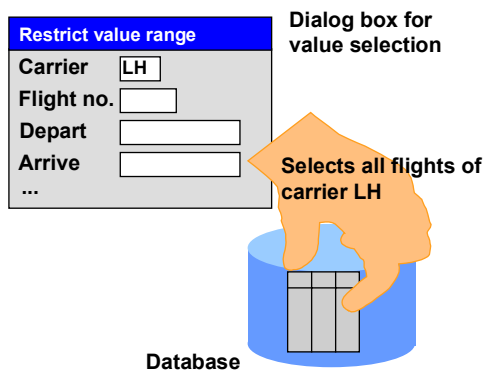 Restrict value range
Carrier LH
Flight no.
Depart
Arrive
...
Dialog box for
value selection
Selects all flights of
carrier LH
Database